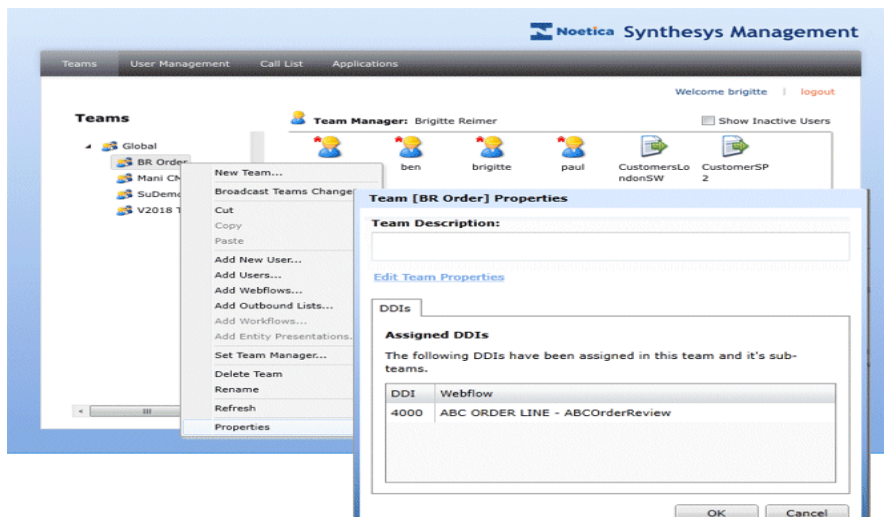 Noetica Synthesys Management
Teams User Management Call List Applications
Welcome brigitte | logout
Teams
Team Manager: Brigitte Reimer
Show Inactive Users
Global
BR Order
Mani CM
SuDemo
V2018 T
ben
brigitte
paul
CustomersLo
ndonSW
CustomerSP
2
New Team...
Broadcast Teams Change
Cut
Copy
Paste
Add New User...
Add Users...
Add Webflows...
Add Outbound Lists...
Add Workflows...
Add Entity Presentations.
Set Team Manager...
Delete Team
Rename
Refresh
Properties
Team [BR Order] Properties
Team Description:
Edit Team Properties
DDIs
Assigned DDIs
The following DDIs have been assigned in this team and it's sub-
teams.
DDI Webflow
4000 ABC ORDER LINE - ABCOrderReview
OK Cancel